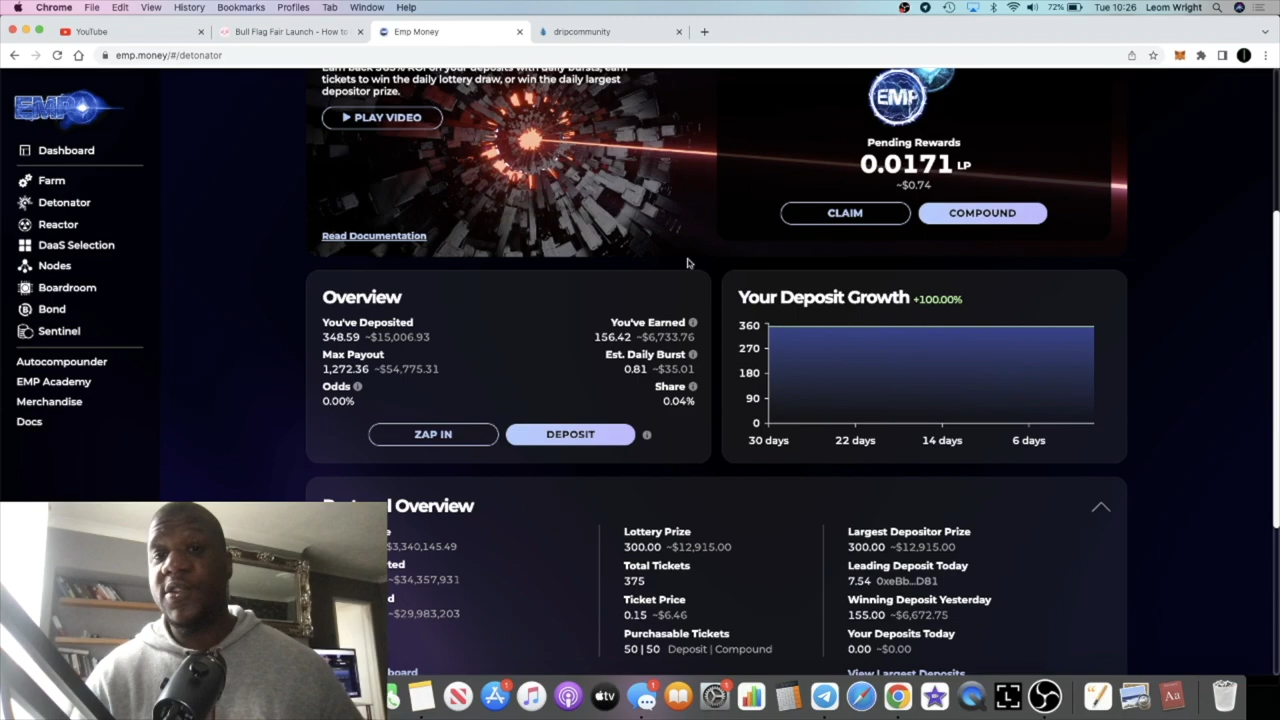 Chrome File Edit View History Bookmarks Profiles Tab Window Help 72% Tue 10:26 Leom Wright
YouTube Bull Flag Fair Launch - How to Emp Money dripcommunity
emp.money/#/detonator
EMP
Dashboard
Farm
Detonator
Reactor
DaaS Selection
Nodes
Boardroom
Bond
Sentinel
Autocompounder
EMP Academy
Merchandise
Docs
tickets to win the daily lottery draw, or win the daily largest
depositor prize.
PLAY VIDEO
Read Documentation
EMP
Pending Rewards
0.0171 LP
~$0.74
CLAIM COMPOUND
Overview
You've Deposited You've Earned
348.59 ~$15,006.93 156.42 ~$6,733.76
Max Payout Est. Daily Burst
1,272.36 ~$54,775.31 0.81 ~$35.01
Odds Share
0.00% 0.04%
ZAP IN DEPOSIT
Your Deposit Growth +100.00%
360
270
180
90
0
30 days 22 days 14 days 6 days
Overview
3,340,145.49
~$34,357,931
~$29,983,203
Lottery Prize
300.00 ~$12,915.00
Total Tickets
375
Ticket Price
0.15 ~$6.46
Purchasable Tickets
50 | 50 Deposit | Compound
Largest Depositor Prize
300.00 ~$12,915.00
Leading Deposit Today
7.54 0xeBb...D81
Winning Deposit Yesterday
155.00 ~$6,672.75
Your Deposits Today
0.00 ~$0.00
View Largest Deposits